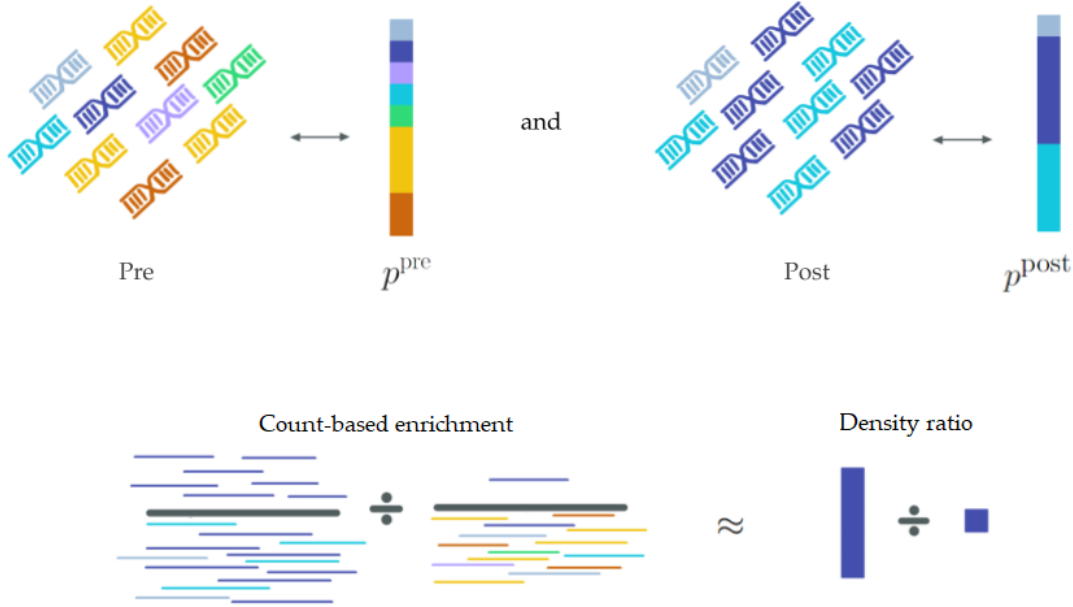 and
Pre
p^pre
Post
p^post
Count-based enrichment
Density ratio
÷
≈
÷